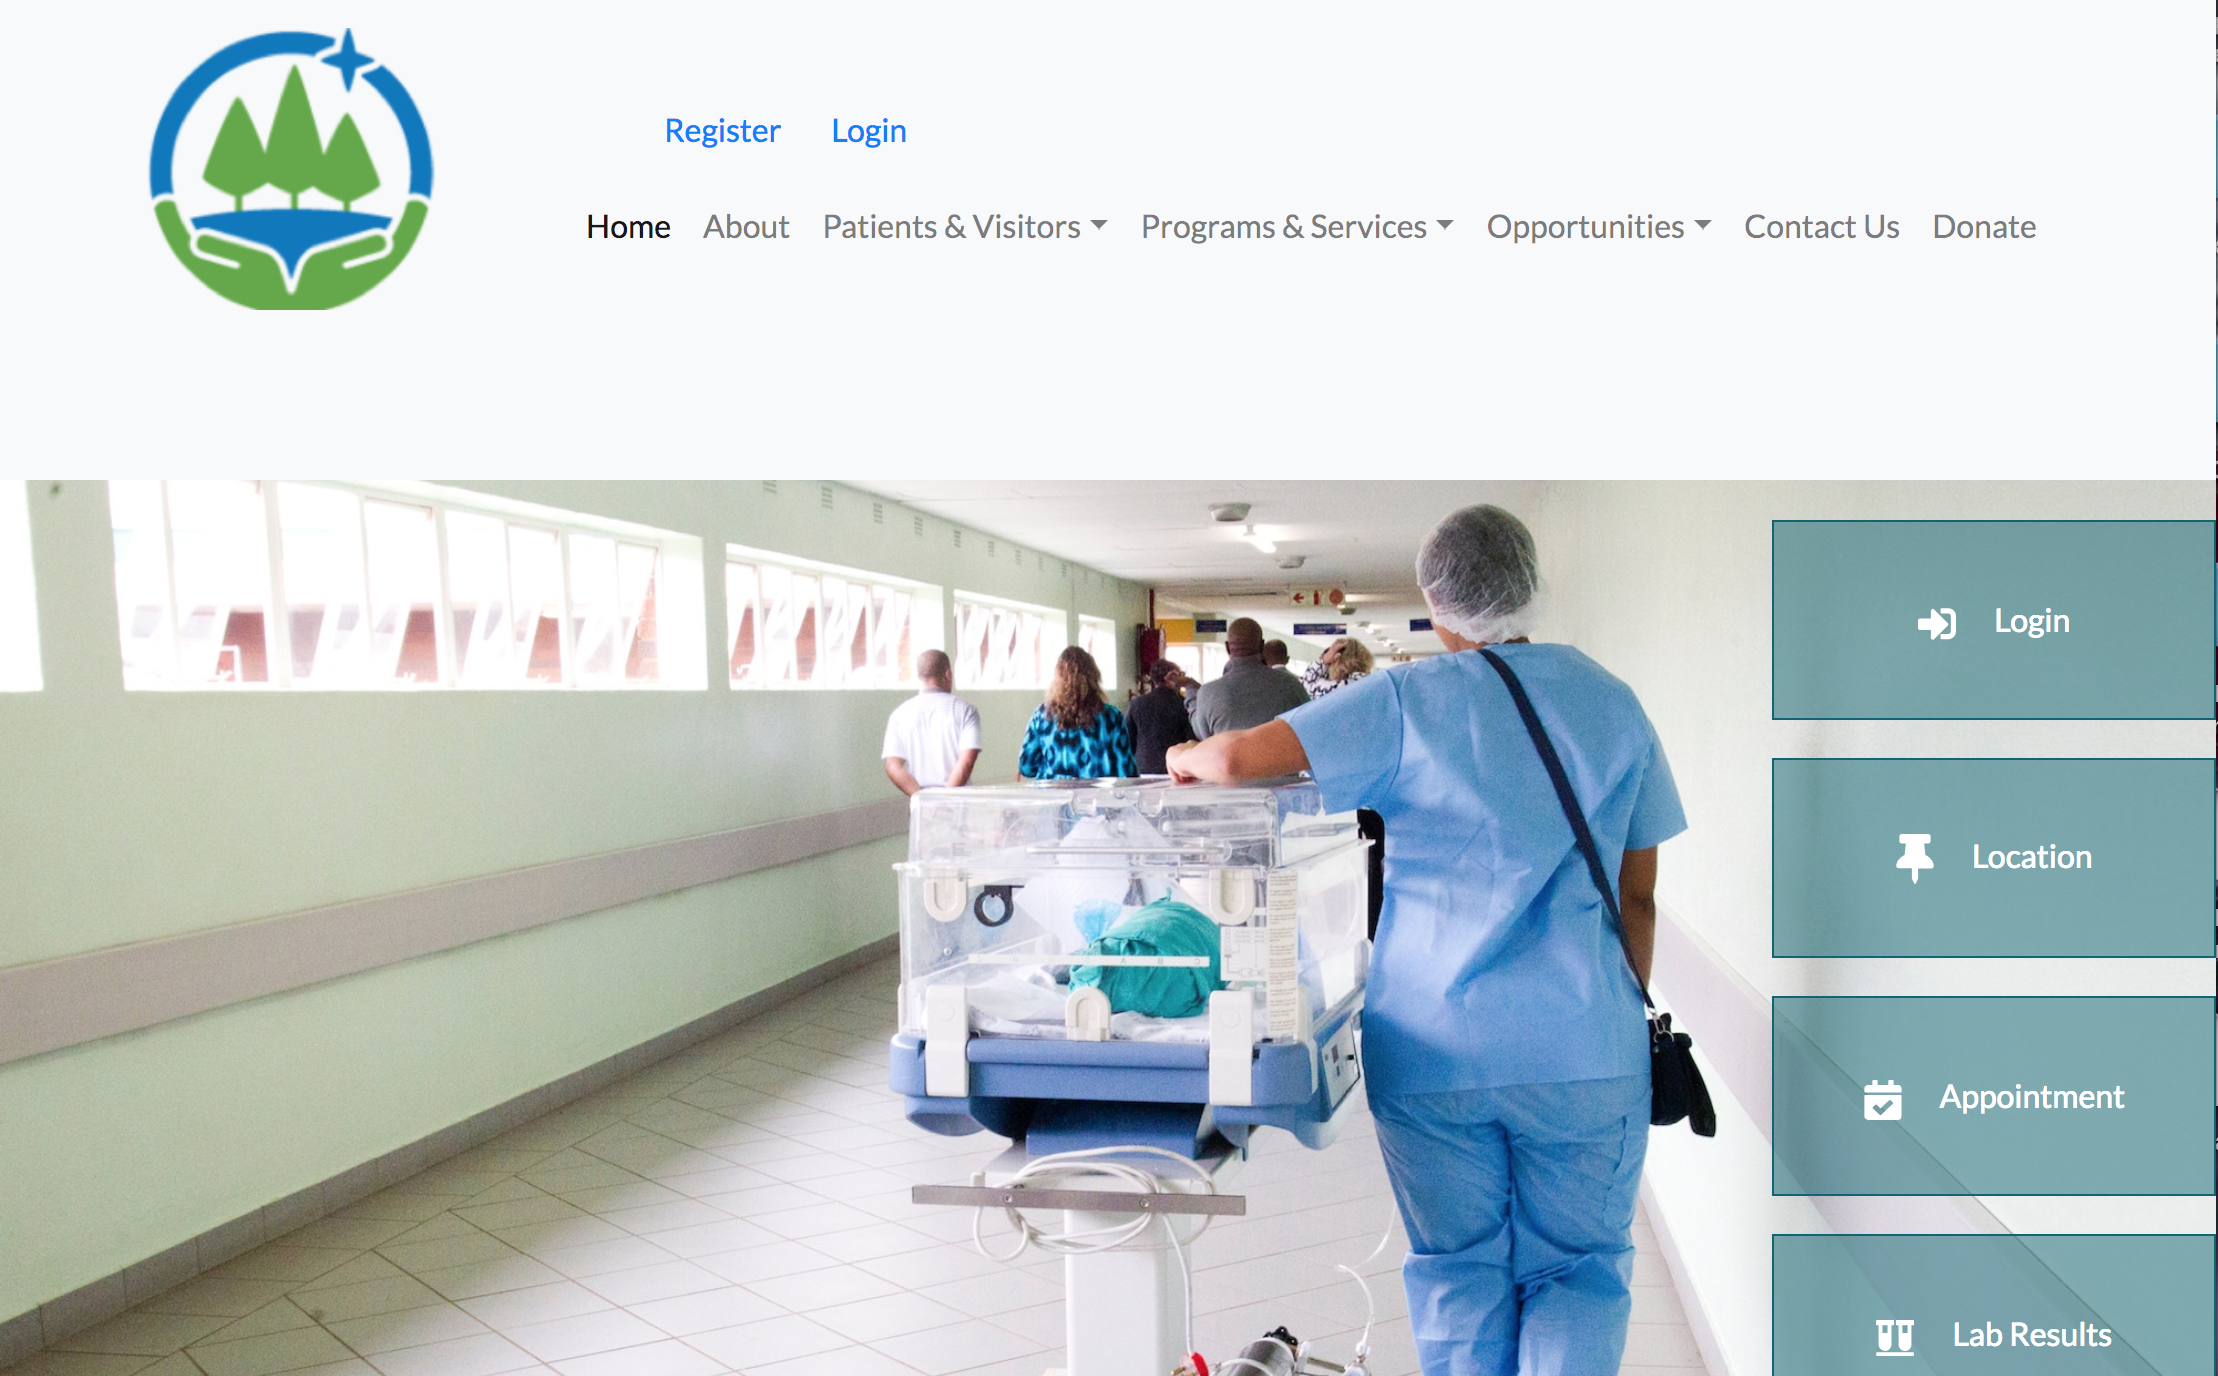 Register Login
Home About Patients & Visitors Programs & Services Opportunities Contact Us Donate
Login
Location
Appointment
Lab Results